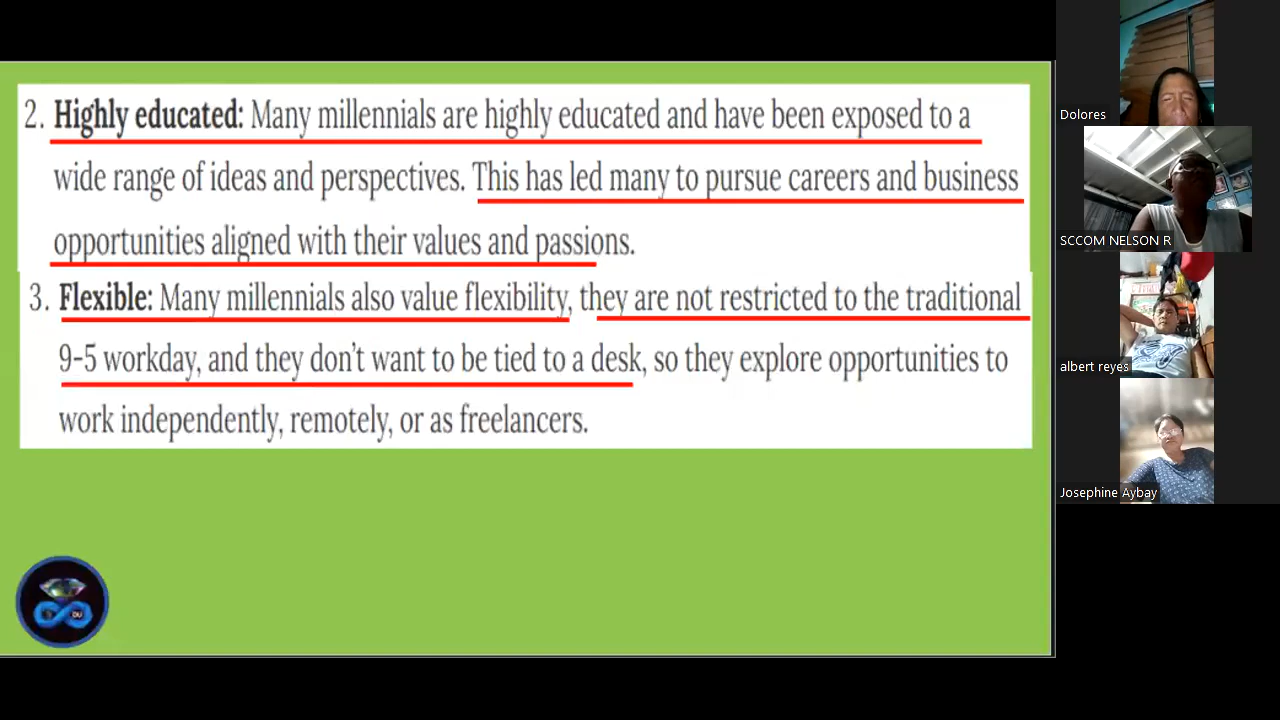 2. Highly educated: Many millennials are highly educated and have been exposed to a
wide range of ideas and perspectives. This has led many to pursue careers and business
opportunities aligned with their values and passions.
3. Flexible: Many millennials also value flexibility, they are not restricted to the traditional
9-5 workday, and they don't want to be tied to a desk, so they explore opportunities to
work independently, remotely, or as freelancers.
Dolores
SCCOM NELSON R
albert reyes
Josephine Aybay